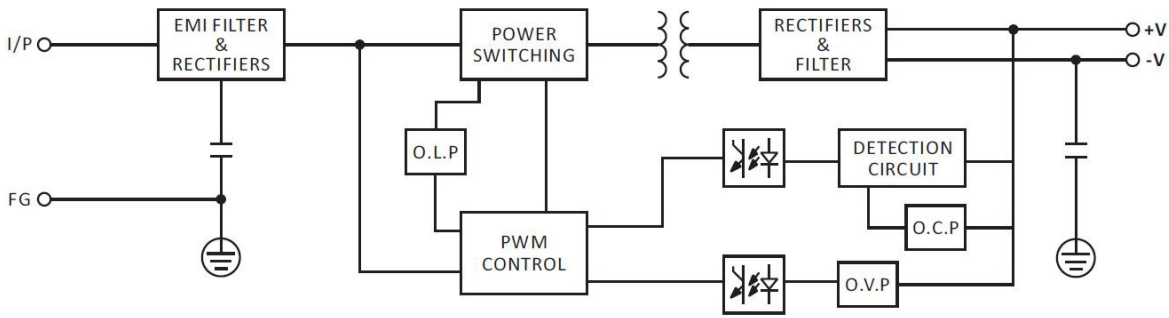 I/P
EMI FILTER
&
RECTIFIERS
POWER
SWITCHING
RECTIFIERS
&
FILTER
+V
-V
O.L.P
DETECTION
CIRCUIT
FG
PWM
CONTROL
O.C.P
O.V.P